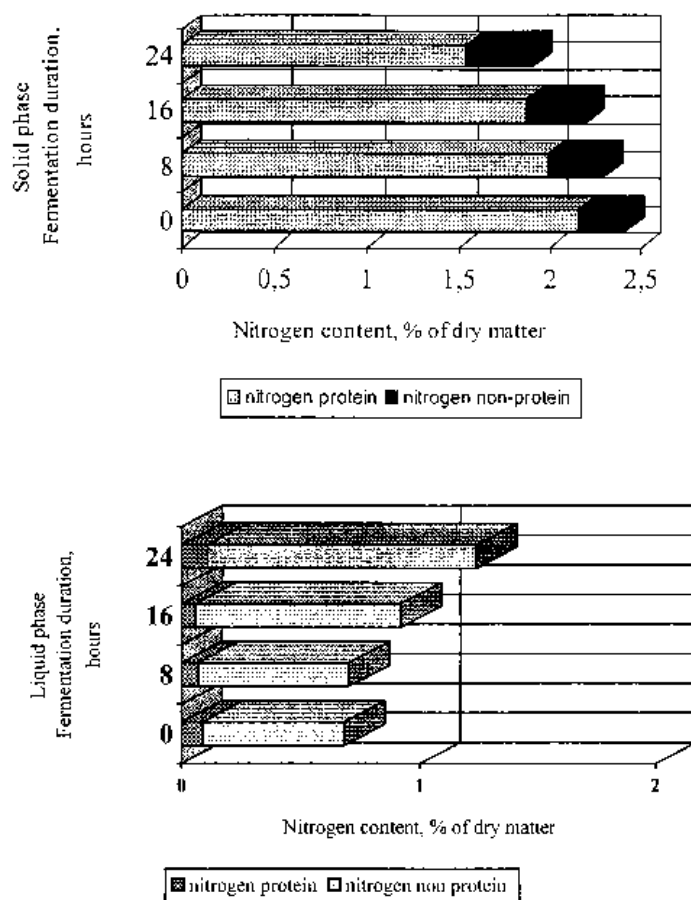 Solid phase
Fermentation duration,
hours
24
16
8
0
0 0,5 1 1,5 2 2,5
Nitrogen content, % of dry matter
nitrogen protein nitrogen non-protein
Liquid phase
Fermentation duration,
hours
24
16
8
0
0 1 2
Nitrogen content, % of dry matter
nitrogen protein nitrogen non protein